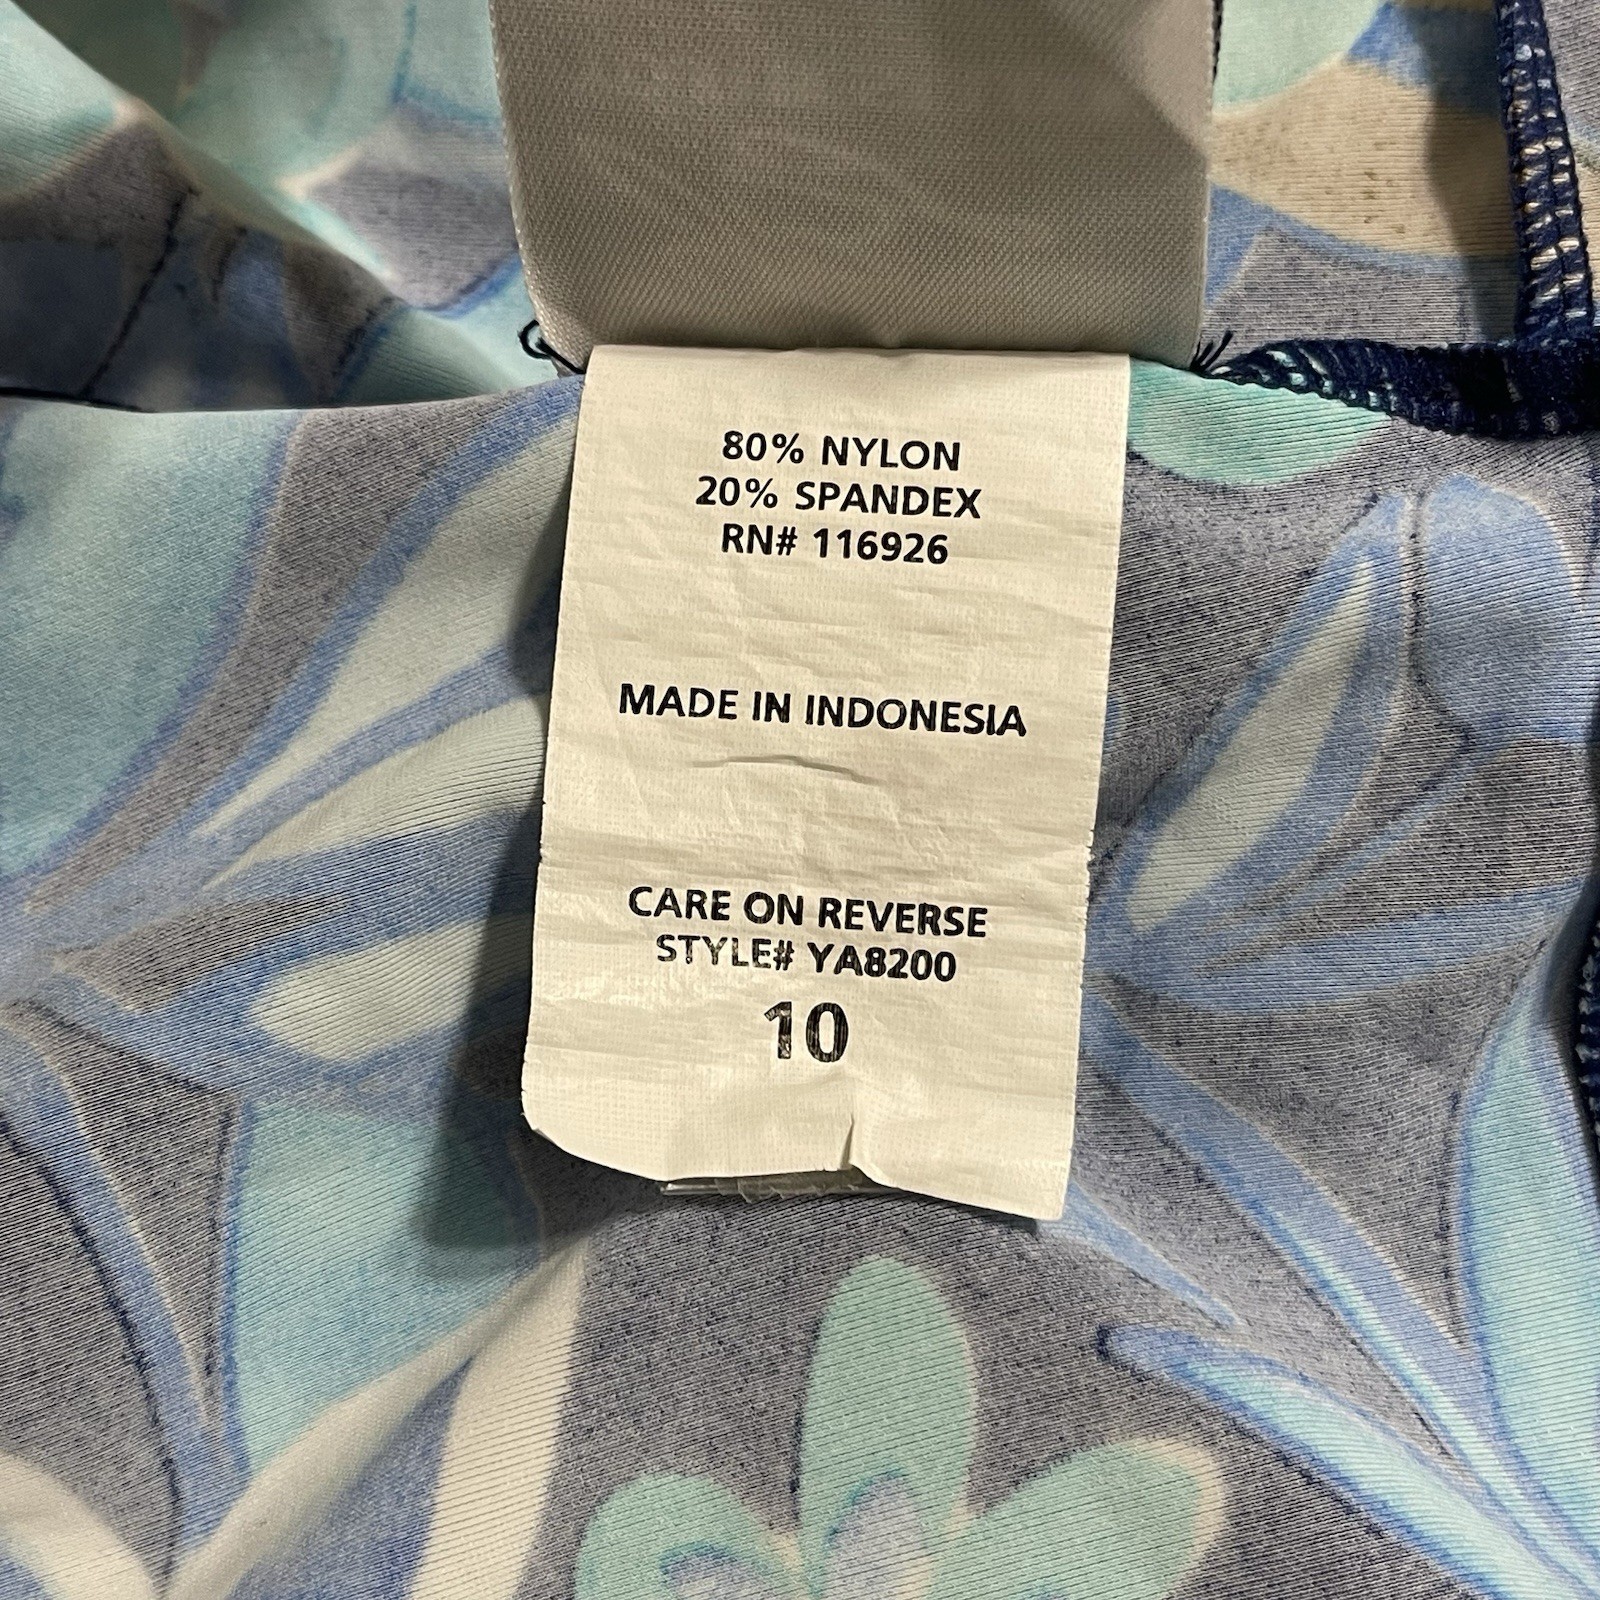 80% NYLON
20% SPANDEX
RN# 116926
MADE IN INDONESIA
CARE ON REVERSE
STYLE# YA8200
10